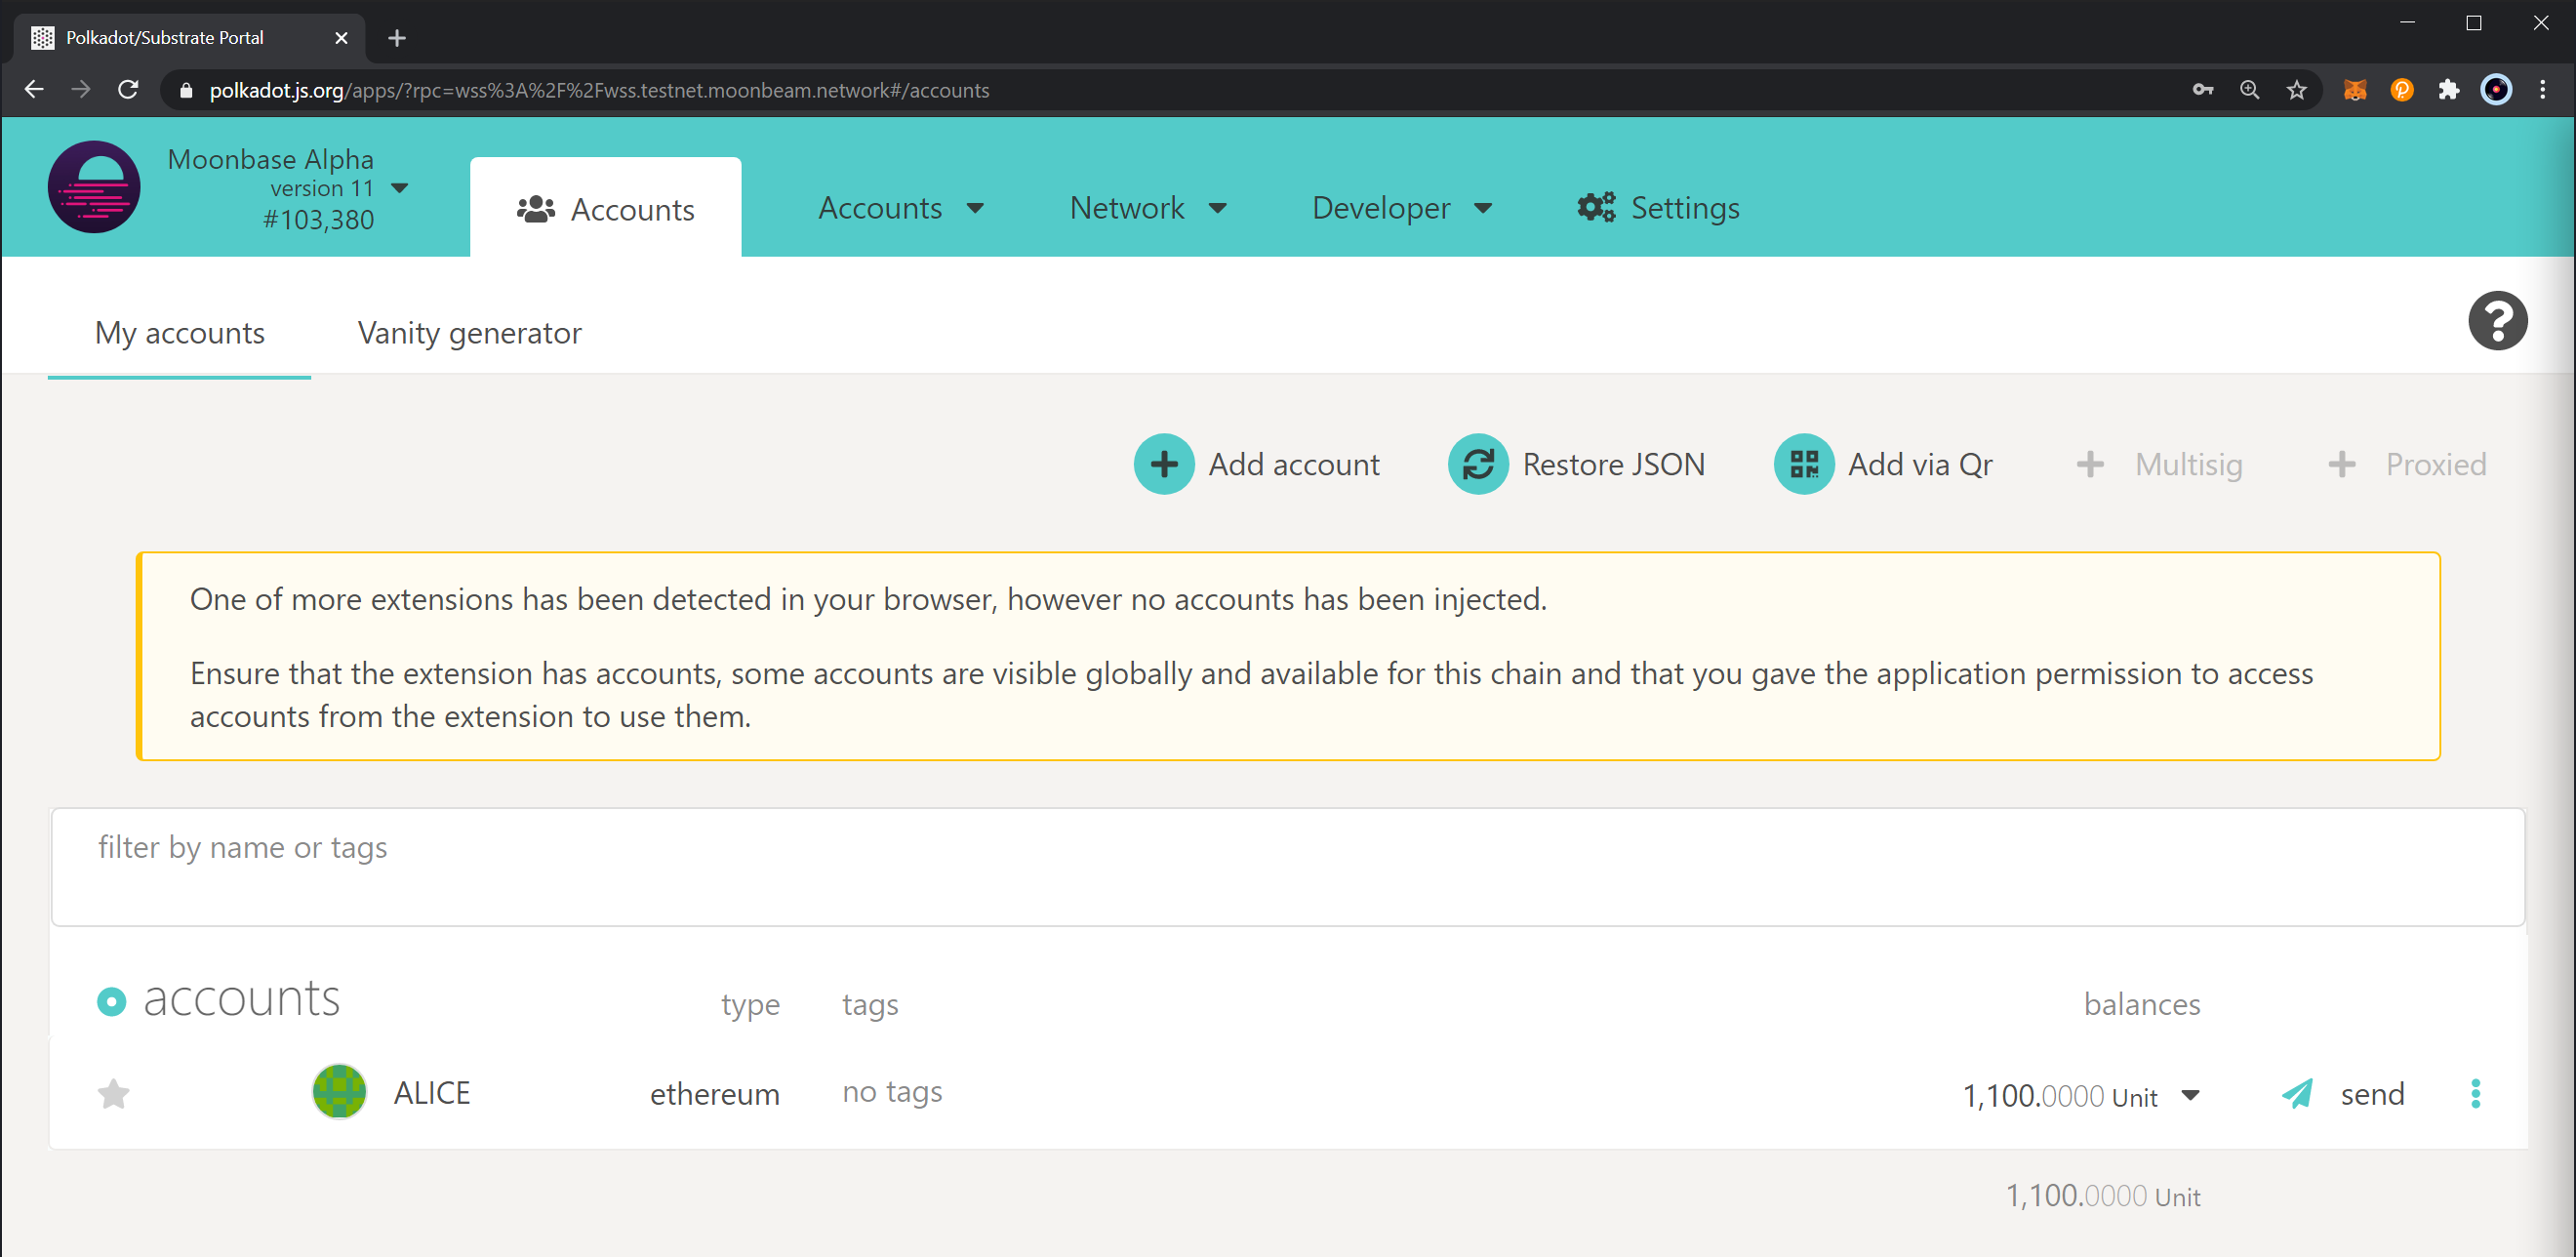 Polkadot/Substrate Portal
polkadot.js.org/apps/?rpc=wss%3A%2F%2Fwss.testnet.moonbeam.network#/accounts
Moonbase Alpha
version 11
#103,380
Accounts
Accounts
Network
Developer
Settings
My accounts
Vanity generator
Add account
Restore JSON
Add via Qr
Multisig
Proxied
One of more extensions has been detected in your browser, however no accounts has been injected.
Ensure that the extension has accounts, some accounts are visible globally and available for this chain and that you gave the application permission to access
accounts from the extension to use them.
filter by name or tags
accounts type tags balances
ALICE ethereum no tags 1,100.0000 Unit send
1,100.0000 Unit